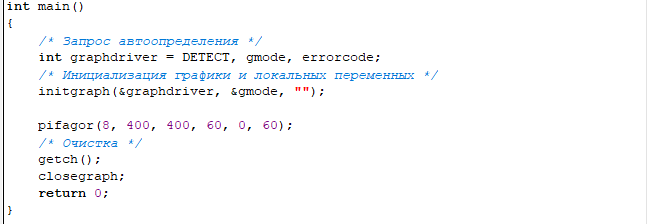 int main()
{
/* Запрос автоопределения */
int graphdriver = DETECT, gmode, errorcode;
/* Инициализация графики и локальных переменных */
initgraph(&graphdriver, &gmode, "");
pifagor(8, 400, 400, 60, 0, 60);
/* Очистка */
getch();
closegraph;
return 0;
}